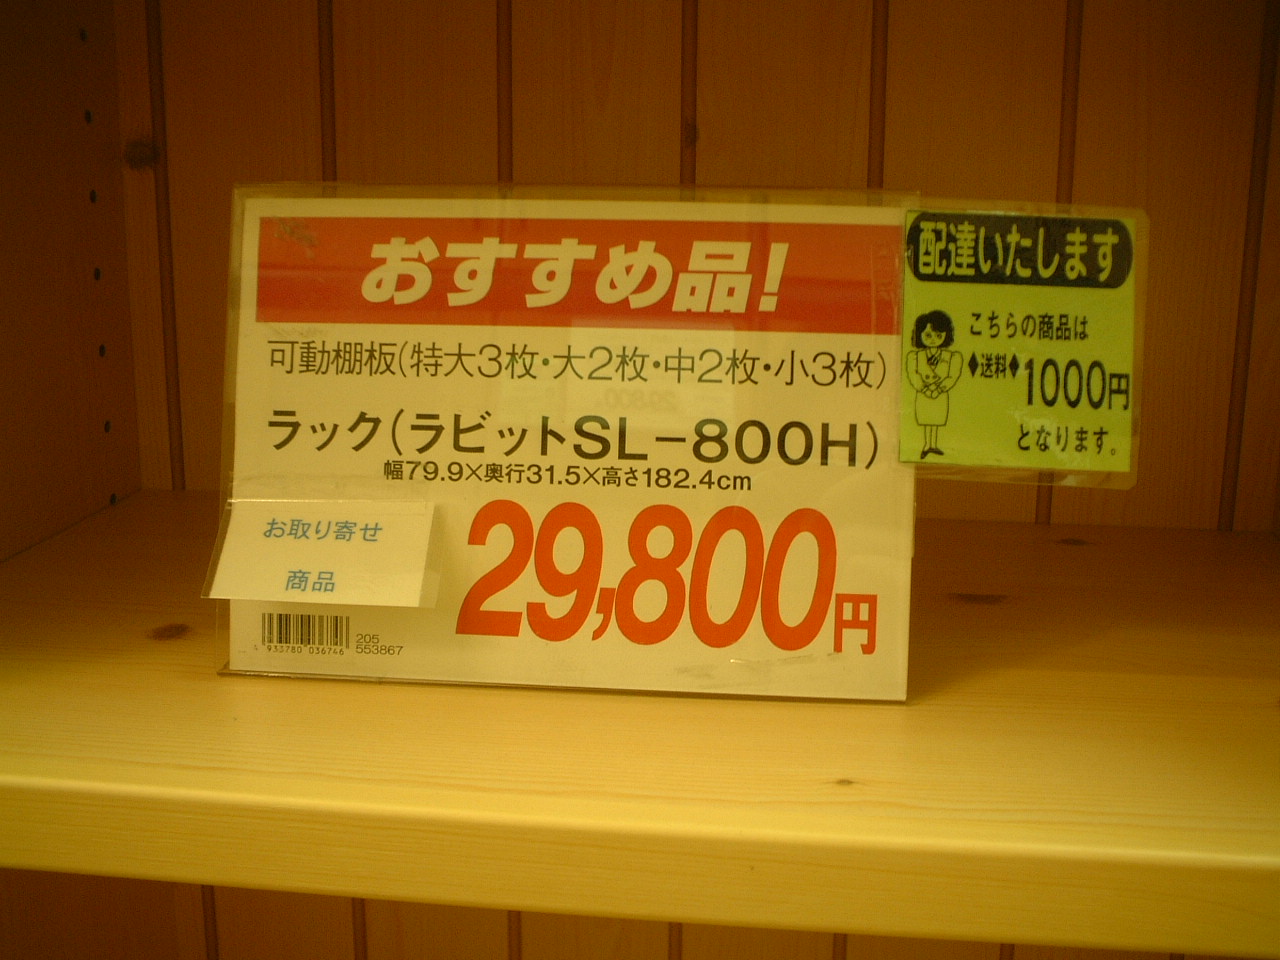 おすすめ品!
可動棚板(特大3枚・大2枚・中2枚・小3枚)
ラック(ラビットSL-800H)
幅79.9×奥行31.5×高さ182.4cm
29,800円
お取り寄せ
商品
205
933780 036746 553867
配達いたします
こちらの商品は
◆送料◆1000円
となります。